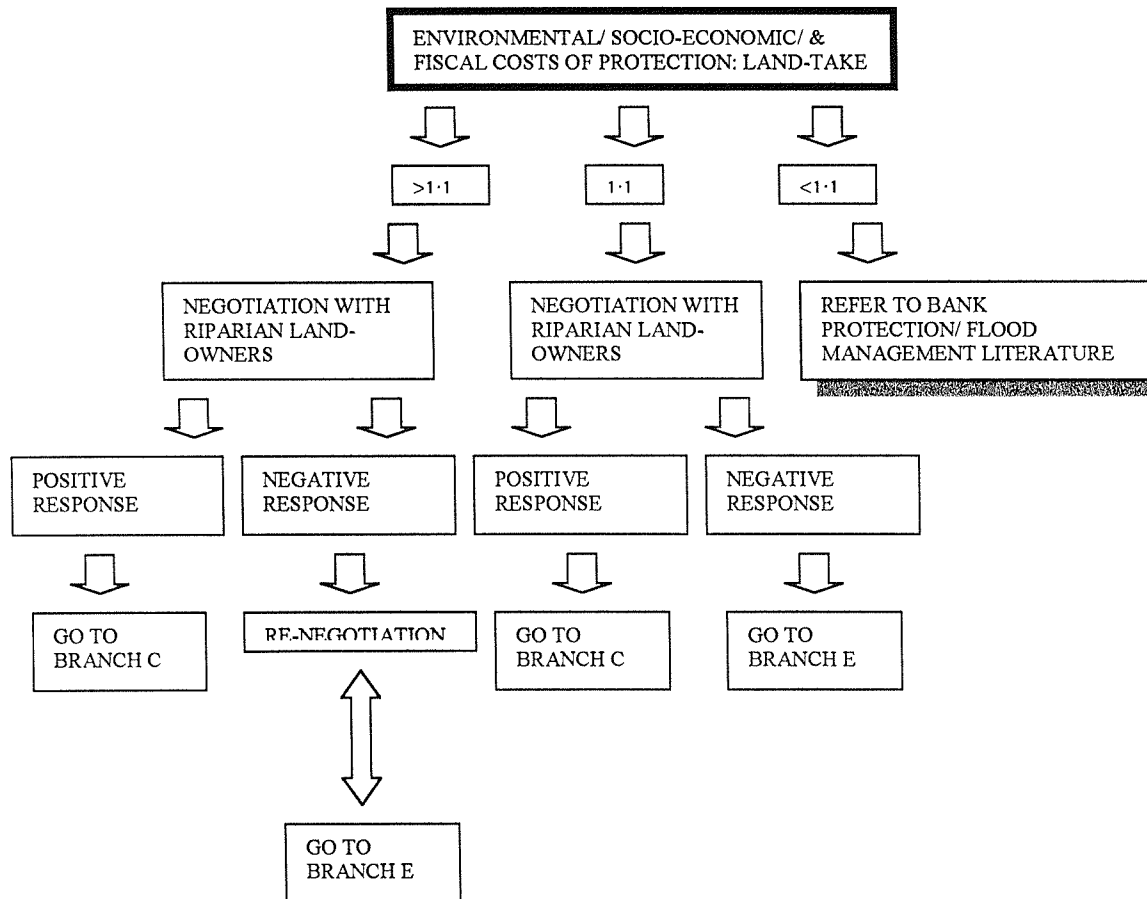 ENVIRONMENTAL/ SOCIO-ECONOMIC/ &
FISCAL COSTS OF PROTECTION: LAND-TAKE
>1·1
1·1
<1·1
NEGOTIATION WITH
RIPARIAN LAND-
OWNERS
NEGOTIATION WITH
RIPARIAN LAND-
OWNERS
REFER TO BANK
PROTECTION/ FLOOD
MANAGEMENT LITERATURE
POSITIVE
RESPONSE
NEGATIVE
RESPONSE
POSITIVE
RESPONSE
NEGATIVE
RESPONSE
GO TO
BRANCH C
RE-NEGOTIATION
GO TO
BRANCH C
GO TO
BRANCH E
GO TO
BRANCH E